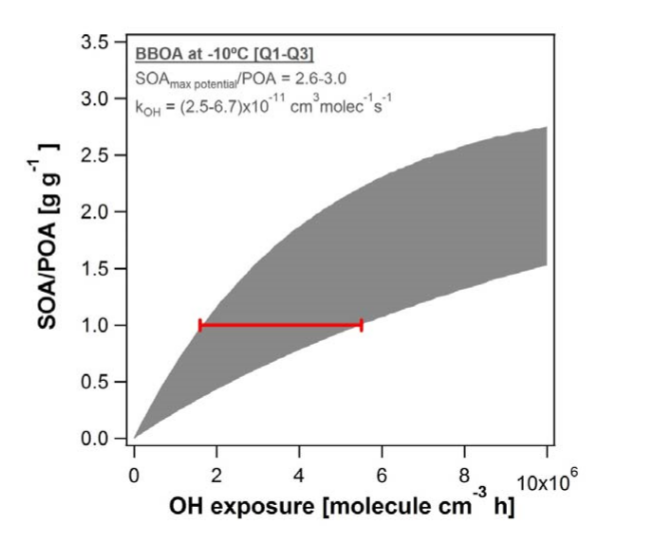 BBOA at -10ºC [Q1-Q3]
SOAmax potential/POA = 2.6-3.0
kOH = (2.5-6.7)x10-11 cm3molec-1s-1
SOA/POA [g g-1 ]
3.5
3.0
2.5
2.0
1.5
1.0
0.5
0.0
0
2
4
6
8
10x106
OH exposure [molecule cm-3 h]